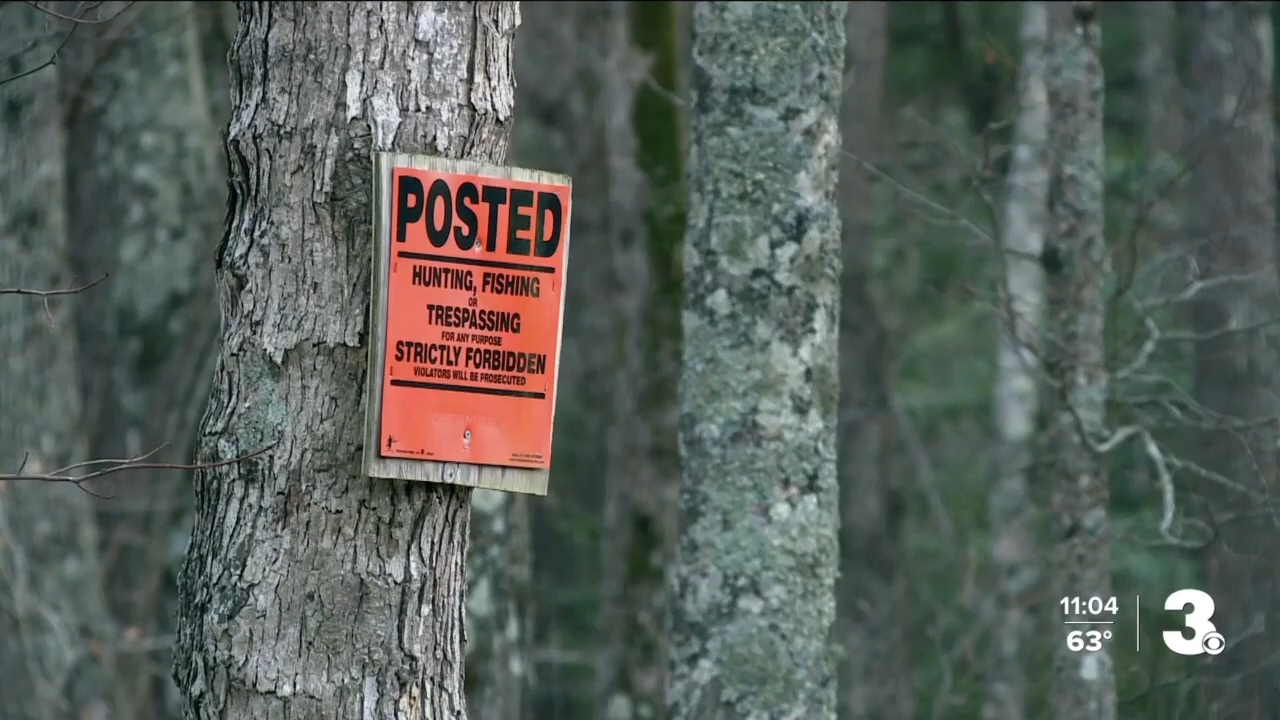 POSTED
HUNTING, FISHING
OR
TRESPASSING
FOR ANY PURPOSE
STRICTLY FORBIDDEN
VIOLATORS WILL BE PROSECUTED
11:04
63°
3